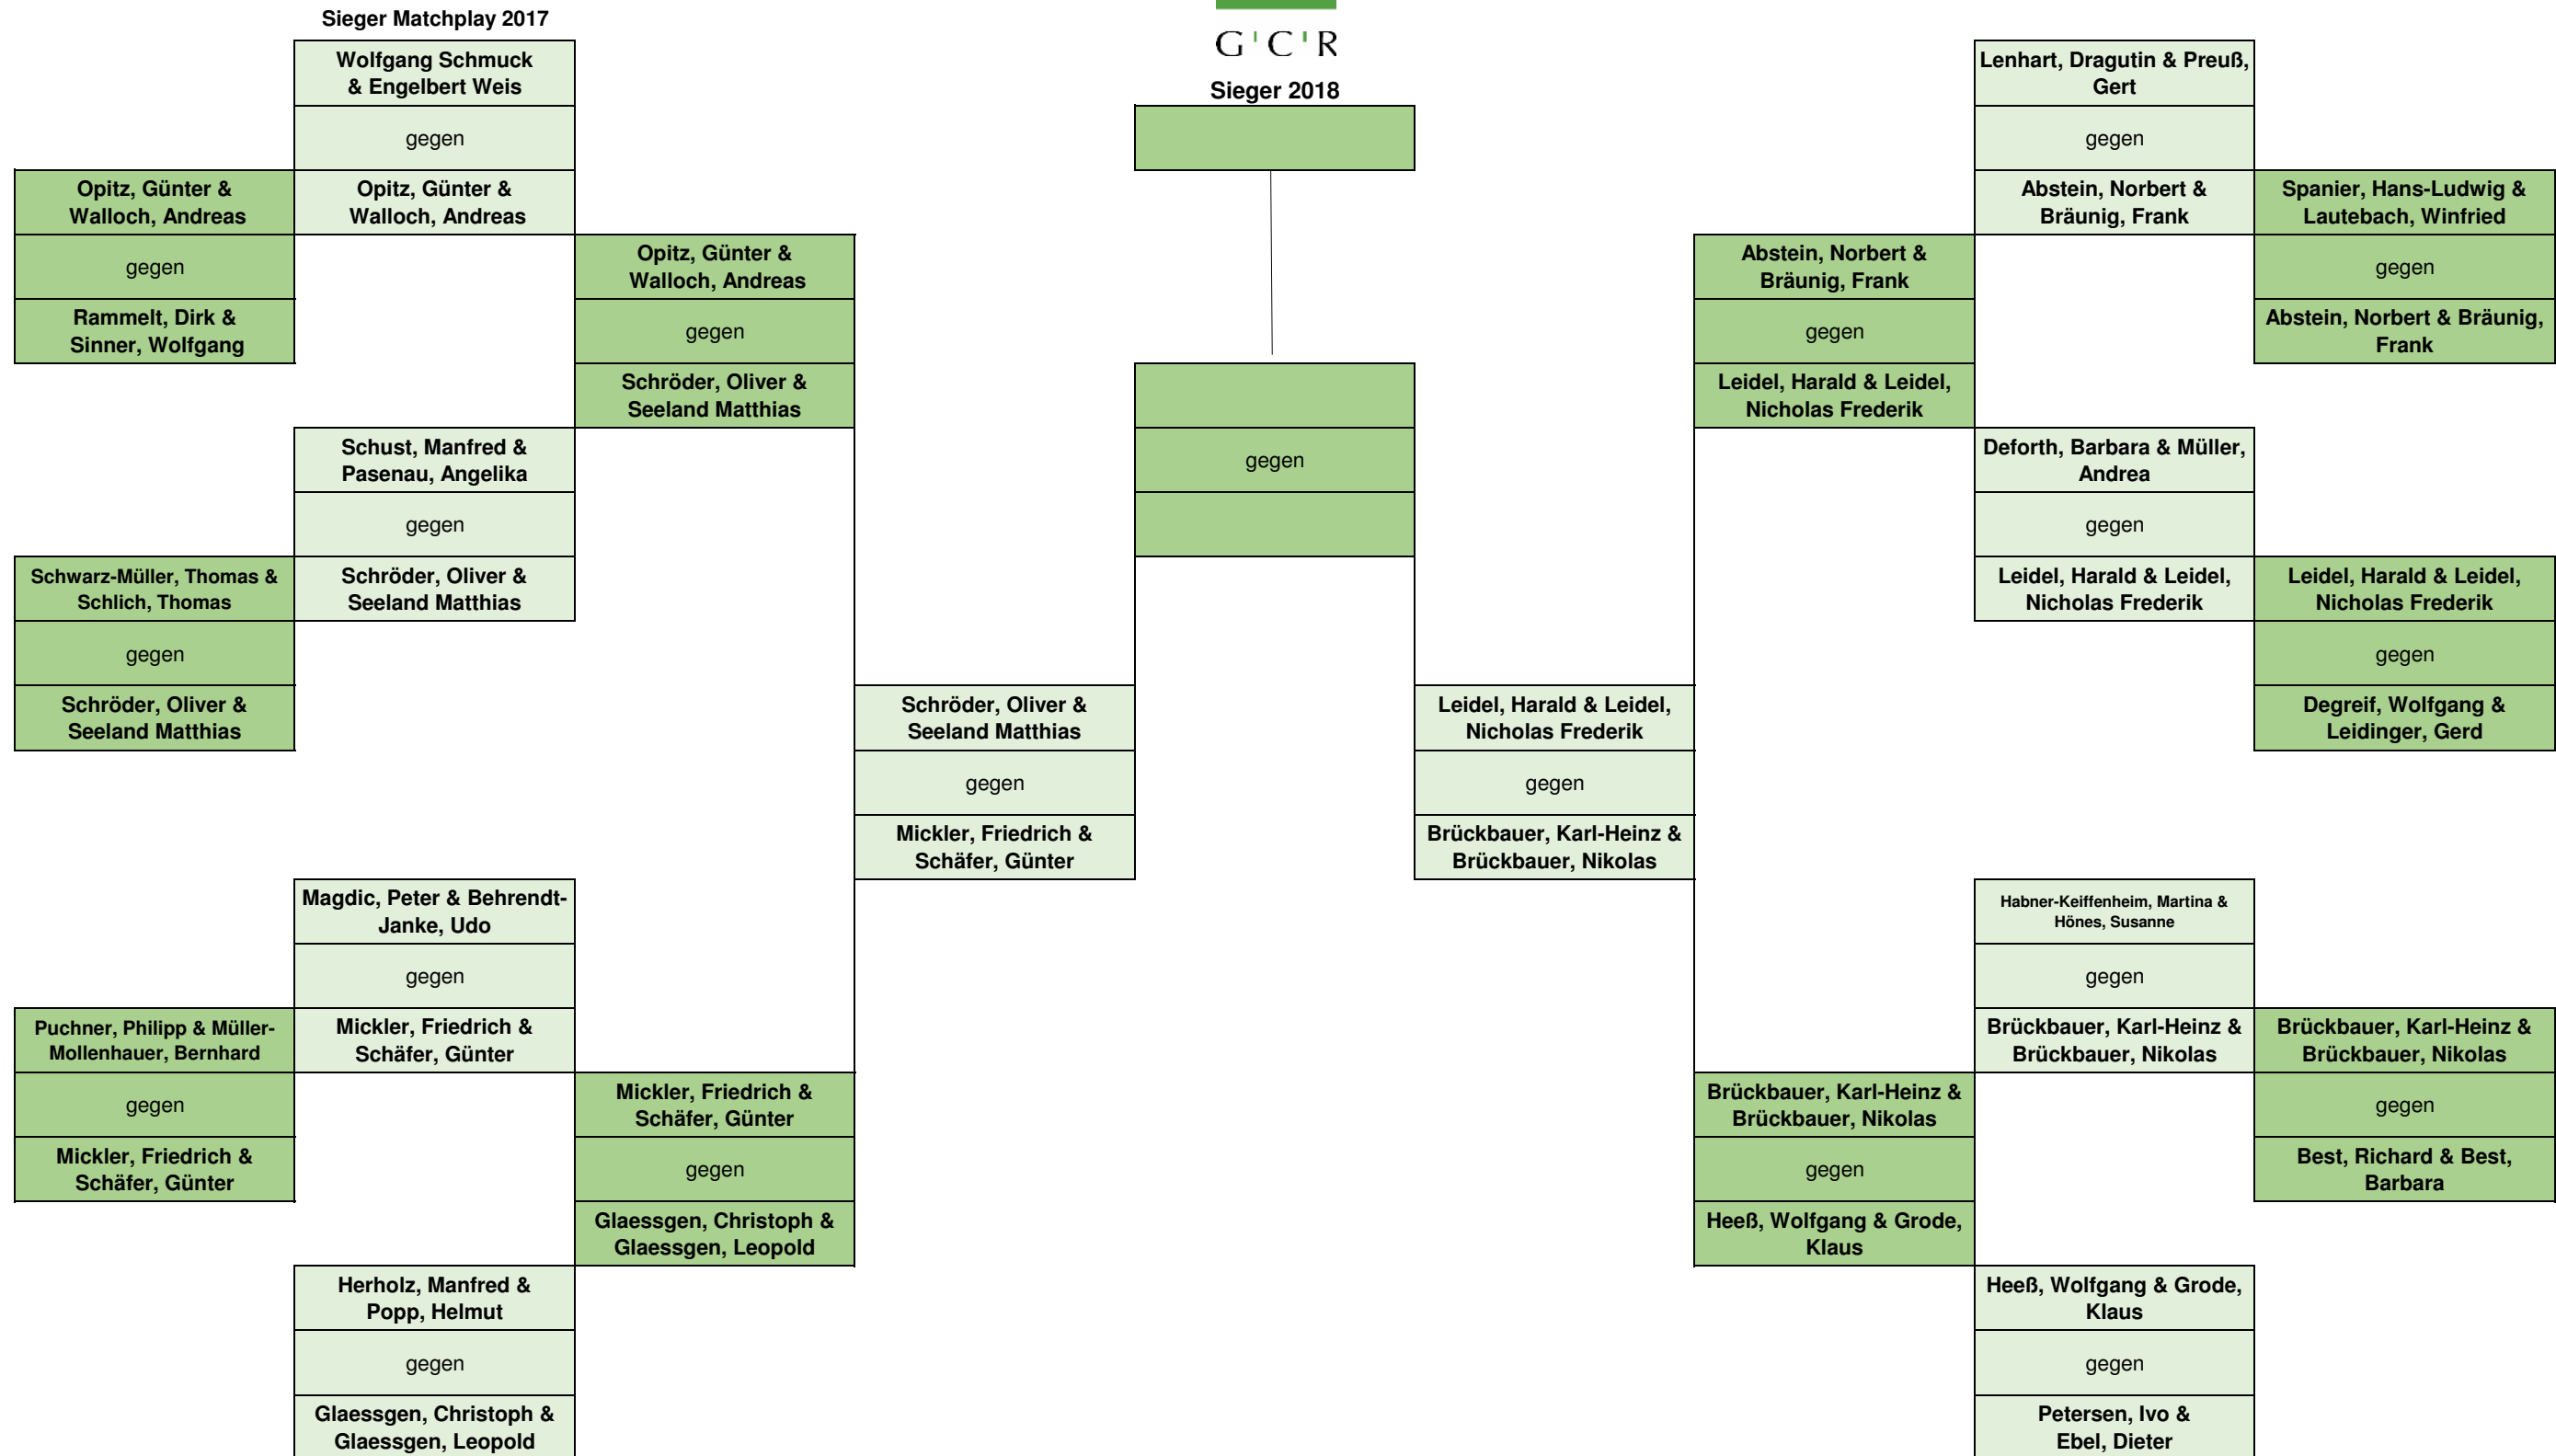 Sieger Matchplay 2017
Wolfgang Schmuck
& Engelbert Weis
gegen
Opitz, Günter &
Walloch, Andreas
Opitz, Günter &
Walloch, Andreas
gegen
Rammelt, Dirk &
Sinner, Wolfgang
Opitz, Günter &
Walloch, Andreas
gegen
Schröder, Oliver &
Seeland Matthias
Schust, Manfred &
Pasenau, Angelika
gegen
Schröder, Oliver &
Seeland Matthias
Schwarz-Müller, Thomas &
Schlich, Thomas
gegen
Schröder, Oliver &
Seeland Matthias
Schröder, Oliver &
Seeland Matthias
gegen
Mickler, Friedrich &
Schäfer, Günter
Magdic, Peter & Behrendt-
Janke, Udo
gegen
Mickler, Friedrich &
Schäfer, Günter
Puchner, Philipp & Müller-
Mollenhauer, Bernhard
gegen
Mickler, Friedrich &
Schäfer, Günter
Mickler, Friedrich &
Schäfer, Günter
gegen
Glaessgen, Christoph &
Glaessgen, Leopold
Herholz, Manfred &
Popp, Helmut
gegen
Glaessgen, Christoph &
Glaessgen, Leopold
G'C'R
Sieger 2018
gegen
Leidel, Harald & Leidel,
Nicholas Frederik
gegen
Brückbauer, Karl-Heinz &
Brückbauer, Nikolas
Abstein, Norbert &
Bräunig, Frank
gegen
Leidel, Harald & Leidel,
Nicholas Frederik
Lenhart, Dragutin & Preuß,
Gert
gegen
Abstein, Norbert &
Bräunig, Frank
Spanier, Hans-Ludwig &
Lautebach, Winfried
gegen
Abstein, Norbert & Bräunig,
Frank
Deforth, Barbara & Müller,
Andrea
gegen
Leidel, Harald & Leidel,
Nicholas Frederik
Leidel, Harald & Leidel,
Nicholas Frederik
gegen
Degreif, Wolfgang &
Leidinger, Gerd
Habner-Keiffenheim, Martina &
Hönes, Susanne
gegen
Brückbauer, Karl-Heinz &
Brückbauer, Nikolas
Brückbauer, Karl-Heinz &
Brückbauer, Nikolas
gegen
Best, Richard & Best,
Barbara
Brückbauer, Karl-Heinz &
Brückbauer, Nikolas
gegen
Heeß, Wolfgang & Grode,
Klaus
Heeß, Wolfgang & Grode,
Klaus
gegen
Petersen, Ivo &
Ebel, Dieter